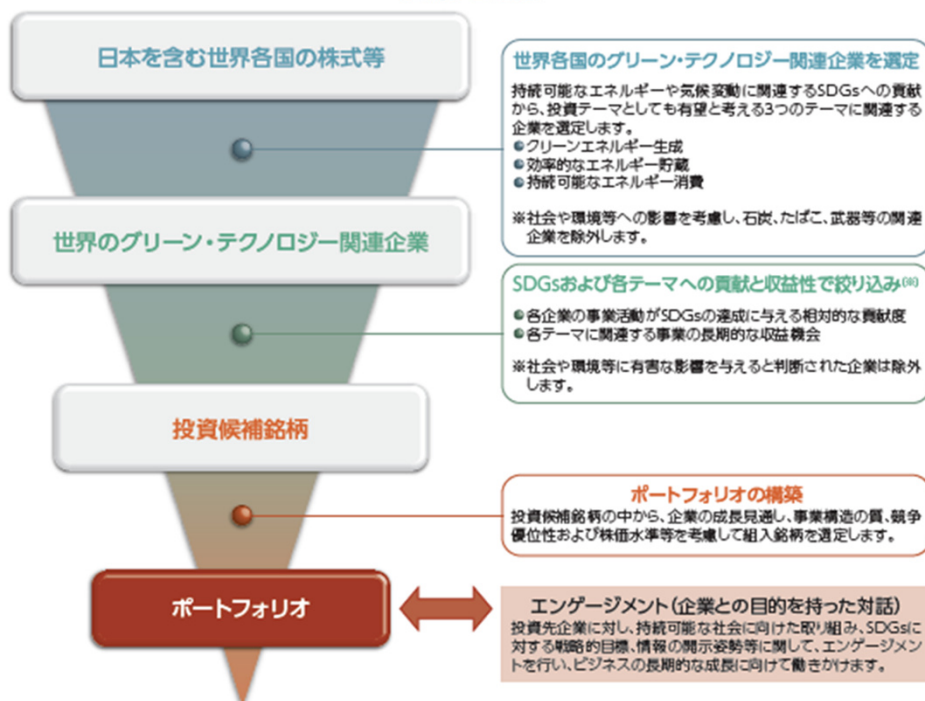 日本を含む世界各国の株式等
世界各国のグリーン・テクノロジー関連企業を選定
持続可能なエネルギーや気候変動に関連するSDGsへの貢献
から、投資テーマとしても有望と考える3つのテーマに関連する
企業を選定します。
●クリーンエネルギー生成
●効率的なエネルギー貯蔵
●持続可能なエネルギー消費
※社会や環境等への影響を考慮し、石炭、たばこ、武器等の関連
企業を除外します。
世界のグリーン・テクノロジー関連企業
SDGsおよび各テーマへの貢献と収益性で絞り込み
●各企業の事業活動がSDGsの達成に与える相対的な貢献度
●各テーマに関連する事業の長期的な収益機会
※社会や環境等に有害な影響を与えると判断された企業は除外
します。
投資候補銘柄
ポートフォリオの構築
投資候補銘柄の中から、企業の成長見通し、事業構造の質、競争
優位性および株価水準等を考慮して組入銘柄を選定します。
ポートフォリオ
エンゲージメント(企業との目的を持った対話)
投資先企業に対し、持続可能な社会に向けた取り組み、SDGsに
対する戦略的目標、情報の開示姿勢等に関して、エンゲージメン
トを行い、ビジネスの長期的な成長に向けて働きかけます。